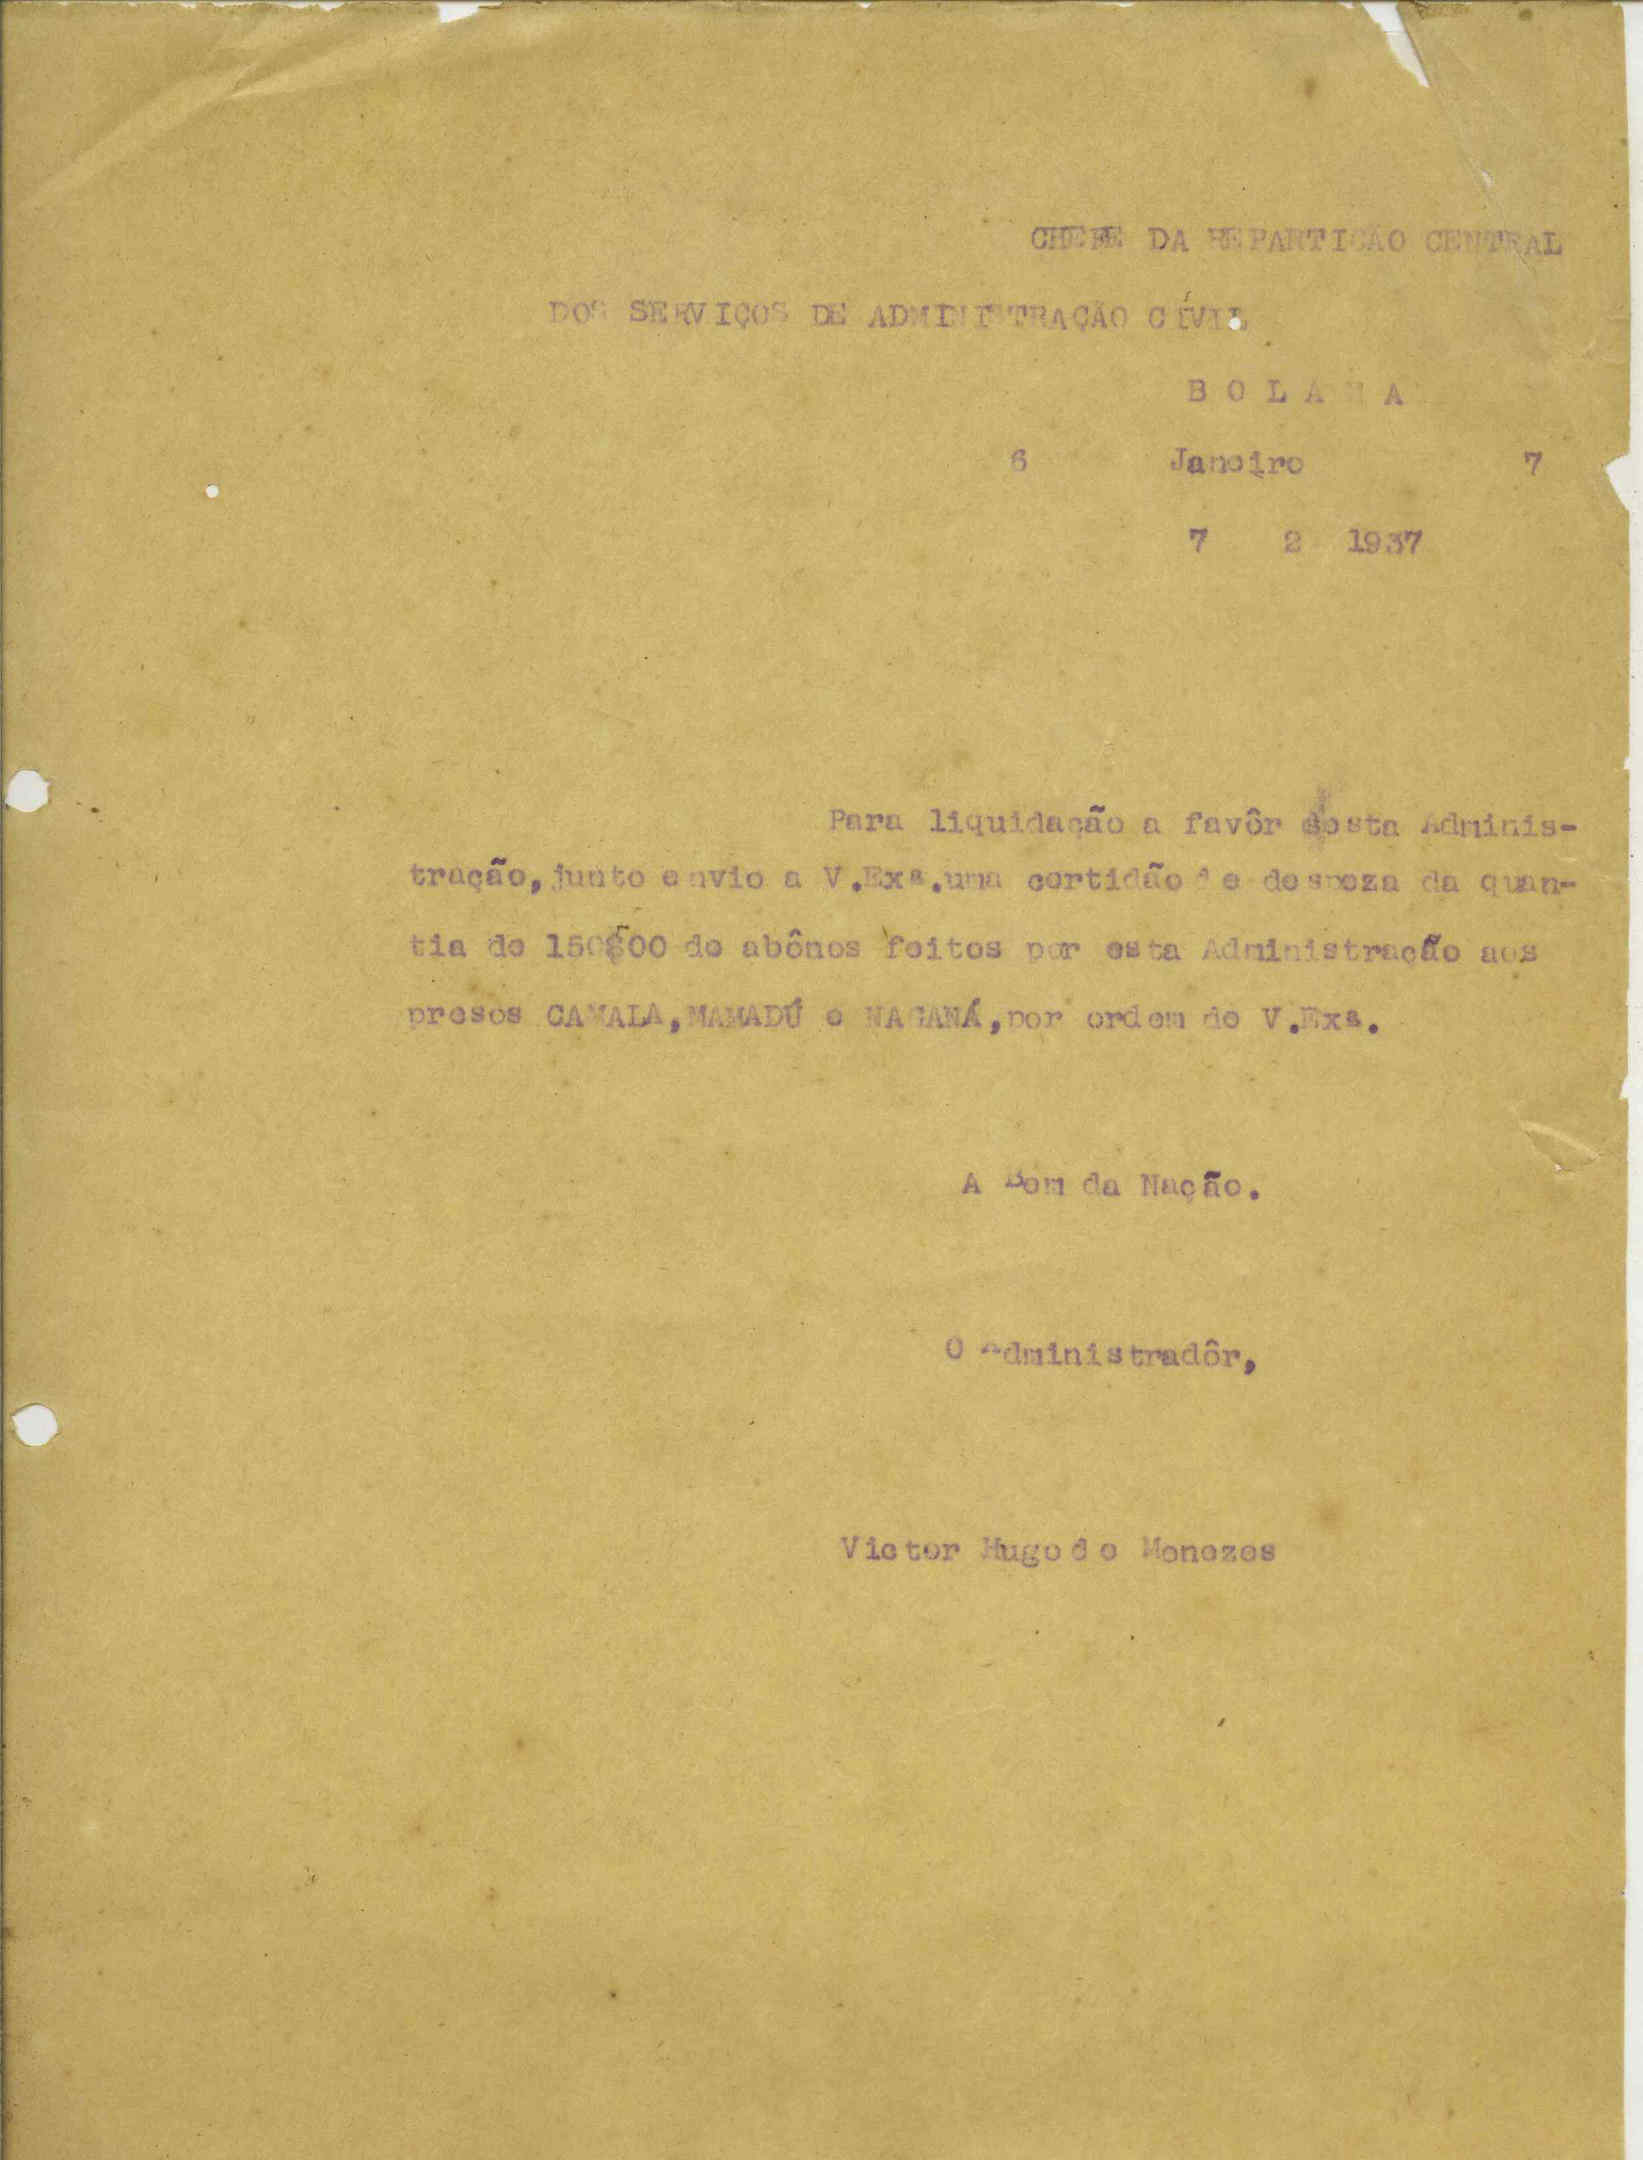 CHEFE DA REPARTIÇÃO CENTRAL
DOS SERVIÇOS DE ADMINISTRAÇÃO CÍVIL
B O L A M A
6 Janeiro 7
7 2 1937
Para liquidação a favôr desta Adminis-
tração, junto envio a V.Exª. uma certidão de despeza da quan-
tia de 150$00 de abônos feitos por esta Administração aos
presos CAMALA, MAMADÚ e NAGANÁ, por ordem de V.Exª.
A Bem da Nação.
O Administradôr,
Victor Hugo de Menezes